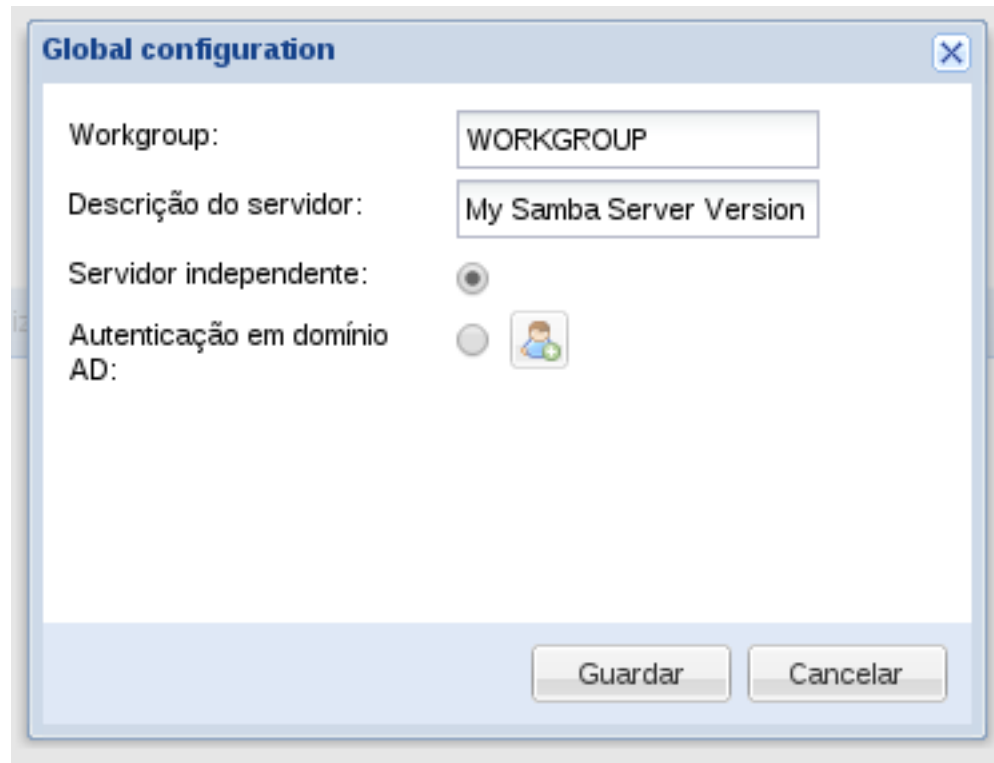 Global configuration
Workgroup:
WORKGROUP
Descrição do servidor:
My Samba Server Version
Servidor independente:
Autenticação em domínio
AD:
Guardar
Cancelar